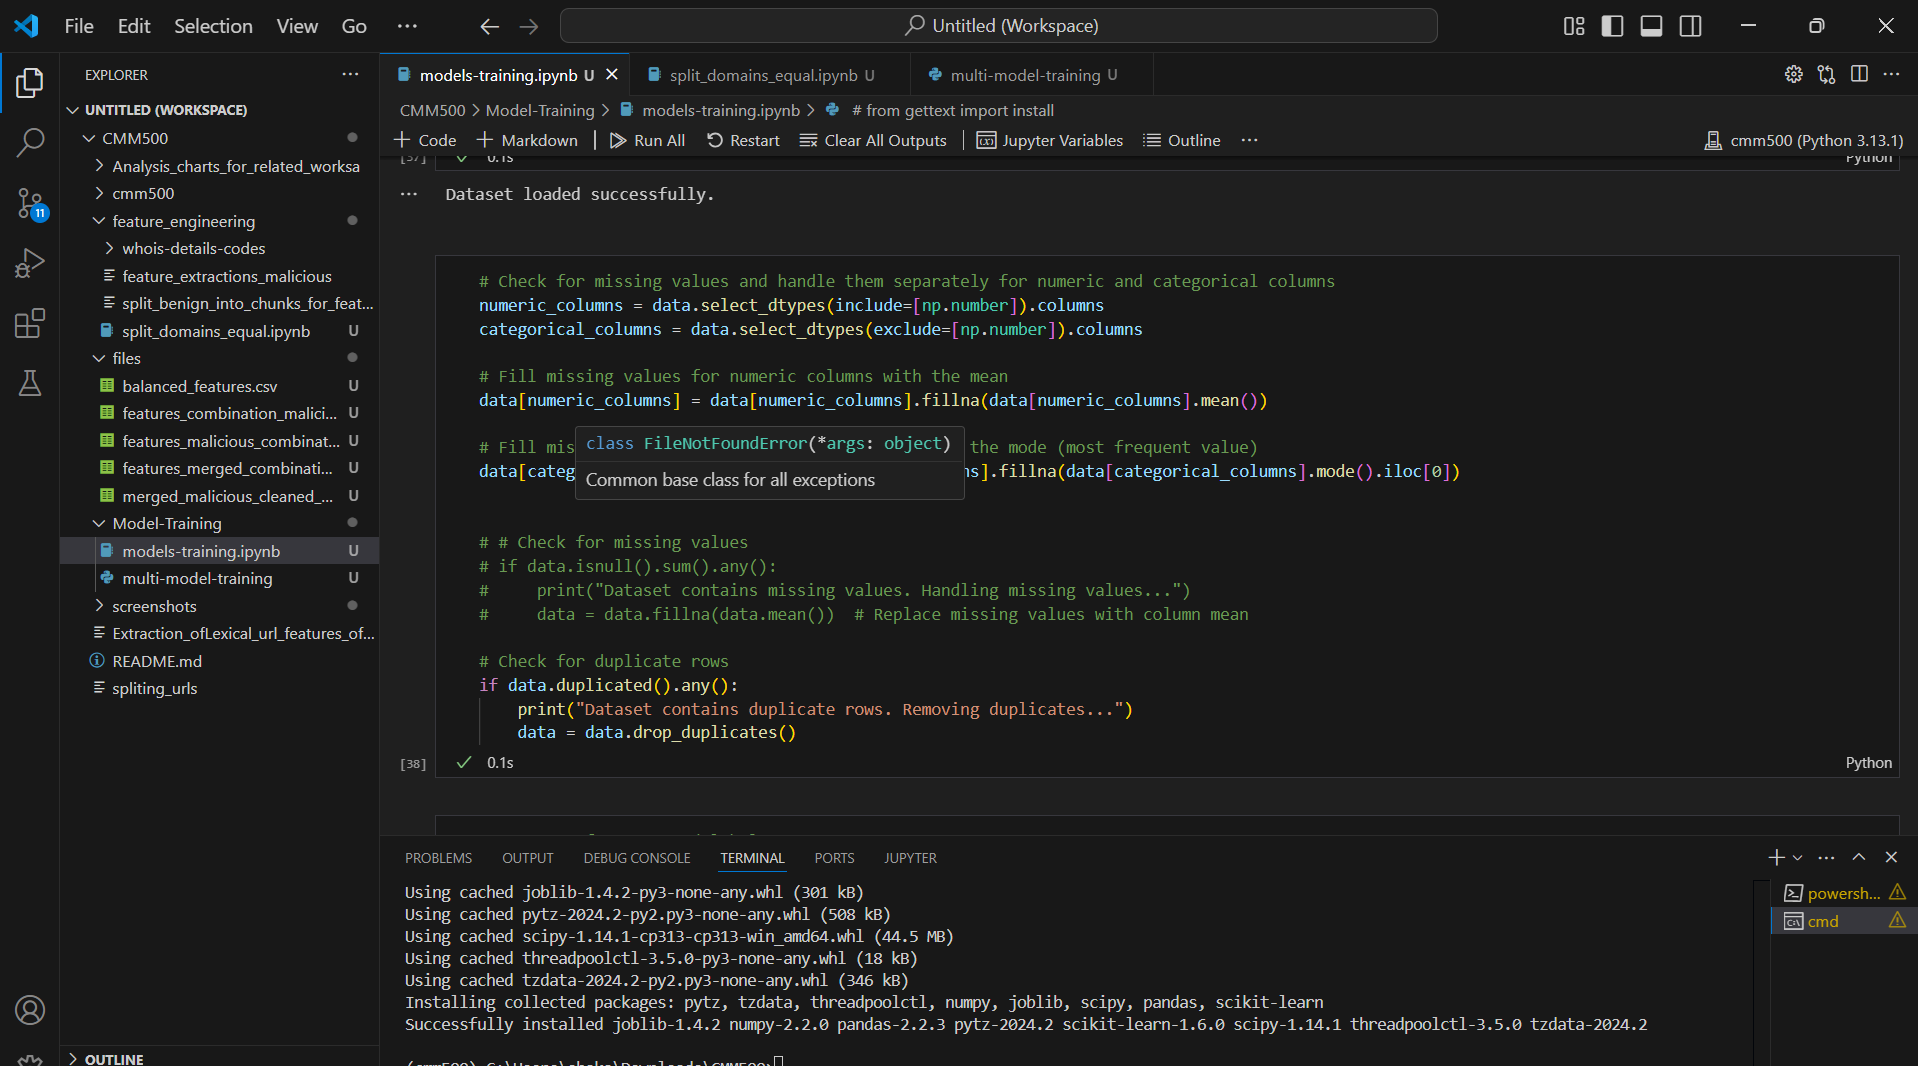 File Edit Selection View Go ··· Untitled (Workspace)
EXPLORER ···
UNTITLED (WORKSPACE)
CMM500
Analysis_charts_for_related_worksa
cmm500
feature_engineering
whois-details-codes
feature_extractions_malicious
split_benign_into_chunks_for_feat...
split_domains_equal.ipynb U
files
balanced_features.csv U
features_combination_malici... U
features_malicious_combinat... U
features_merged_combinati... U
merged_malicious_cleaned_... U
Model-Training
models-training.ipynb U
multi-model-training U
screenshots
Extraction_ofLexical_url_features_of...
README.md
spliting_urls
OUTLINE
11
models-training.ipynb U split_domains_equal.ipynb U multi-model-training U
CMM500 > Model-Training > models-training.ipynb > # from gettext import install
+ Code + Markdown Run All Restart Clear All Outputs Jupyter Variables Outline ··· cmm500 (Python 3.13.1)
[37] 0.1s Python
Dataset loaded successfully.
# Check for missing values and handle them separately for numeric and categorical columns
numeric_columns = data.select_dtypes(include=[np.number]).columns
categorical_columns = data.select_dtypes(exclude=[np.number]).columns
# Fill missing values for numeric columns with the mean
data[numeric_columns] = data[numeric_columns].fillna(data[numeric_columns].mean())
# Fill mis the mode (most frequent value)
class FileNotFoundError(*args: object)
data[categ ns].fillna(data[categorical_columns].mode().iloc[0])
Common base class for all exceptions
# # Check for missing values
# if data.isnull().sum().any():
# print("Dataset contains missing values. Handling missing values...")
# data = data.fillna(data.mean()) # Replace missing values with column mean
# Check for duplicate rows
if data.duplicated().any():
print("Dataset contains duplicate rows. Removing duplicates...")
data = data.drop_duplicates()
[38] 0.1s Python
PROBLEMS OUTPUT DEBUG CONSOLE TERMINAL PORTS JUPYTER
Using cached joblib-1.4.2-py3-none-any.whl (301 kB)
Using cached pytz-2024.2-py2.py3-none-any.whl (508 kB)
Using cached scipy-1.14.1-cp313-cp313-win_amd64.whl (44.5 MB)
Using cached threadpoolctl-3.5.0-py3-none-any.whl (18 kB)
Using cached tzdata-2024.2-py2.py3-none-any.whl (346 kB)
Installing collected packages: pytz, tzdata, threadpoolctl, numpy, joblib, scipy, pandas, scikit-learn
Successfully installed joblib-1.4.2 numpy-2.2.0 pandas-2.2.3 pytz-2024.2 scikit-learn-1.6.0 scipy-1.14.1 threadpoolctl-3.5.0 tzdata-2024.2
powersh...
cmd